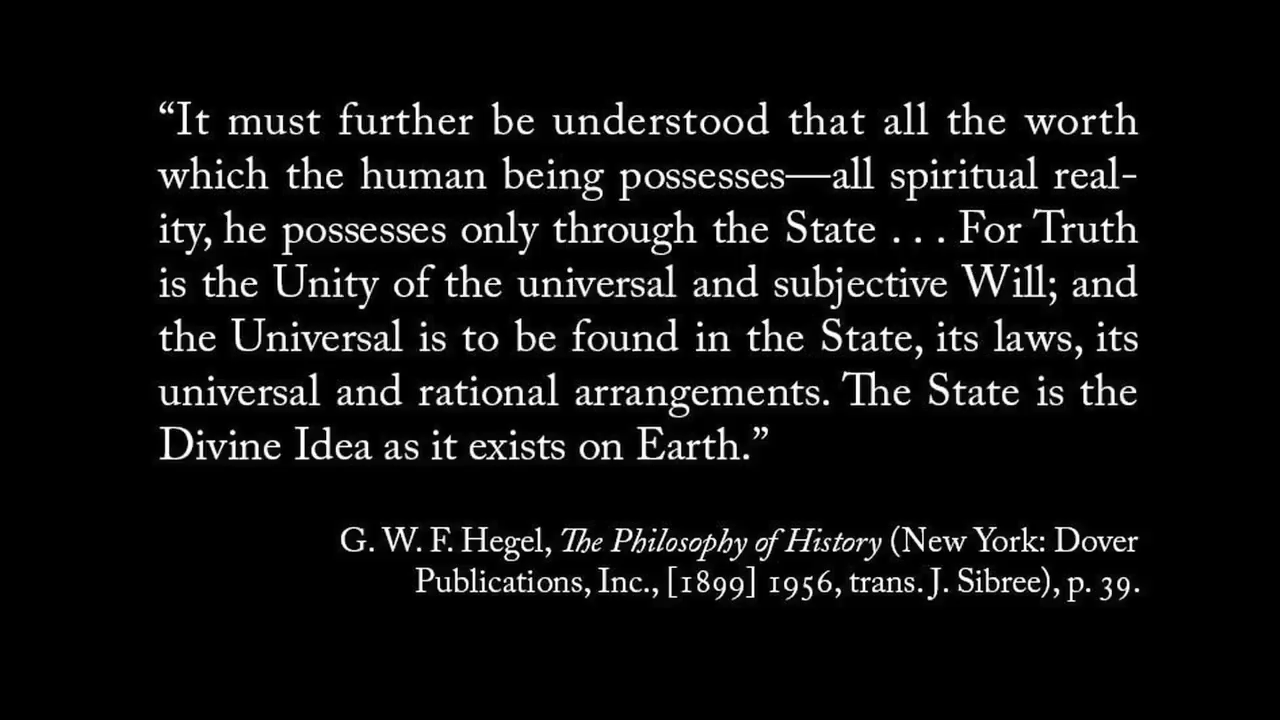 “It must further be understood that all the worth
which the human being possesses—all spiritual real-
ity, he possesses only through the State . . . For Truth
is the Unity of the universal and subjective Will; and
the Universal is to be found in the State, its laws, its
universal and rational arrangements. The State is the
Divine Idea as it exists on Earth.”
G. W. F. Hegel, The Philosophy of History (New York: Dover
Publications, Inc., [1899] 1956, trans. J. Sibree), p. 39.